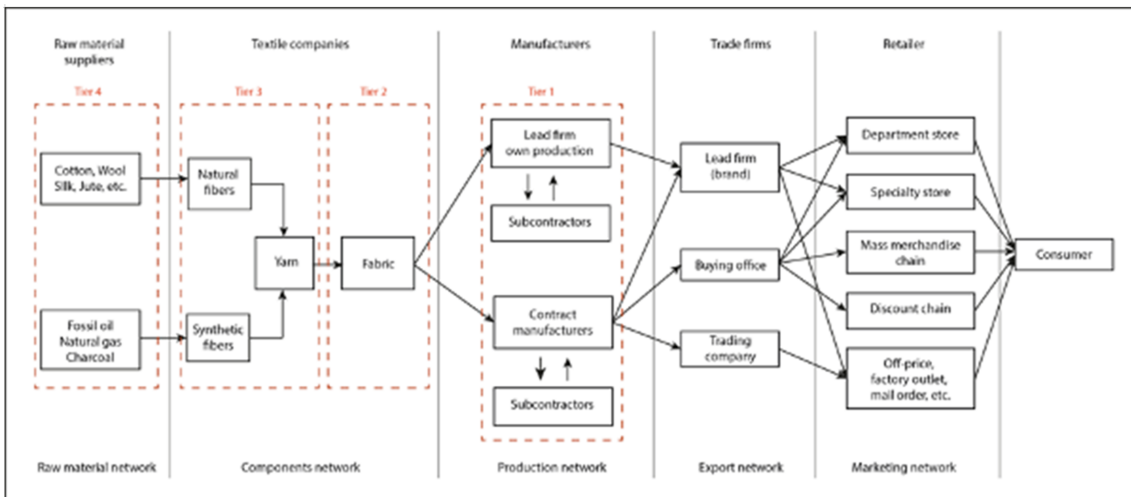 Raw material
suppliers
Textile companies
Manufacturers
Trade firms
Retailer
Tier 4
Tier 3
Tier 2
Tier 1
Cotton, Wool
Silk, Jute, etc.
Natural
fibers
Yarn
Fabric
Fossil oil
Natural gas
Charcoal
Synthetic
fibers
Lead firm
own production
Subcontractors
Contract
manufacturers
Subcontractors
Lead firm
(brand)
Buying office
Trading
company
Department store
Specialty store
Mass merchandise
chain
Discount chain
Off-price,
factory outlet,
mail order, etc.
Consumer
Raw material network
Components network
Production network
Export network
Marketing network